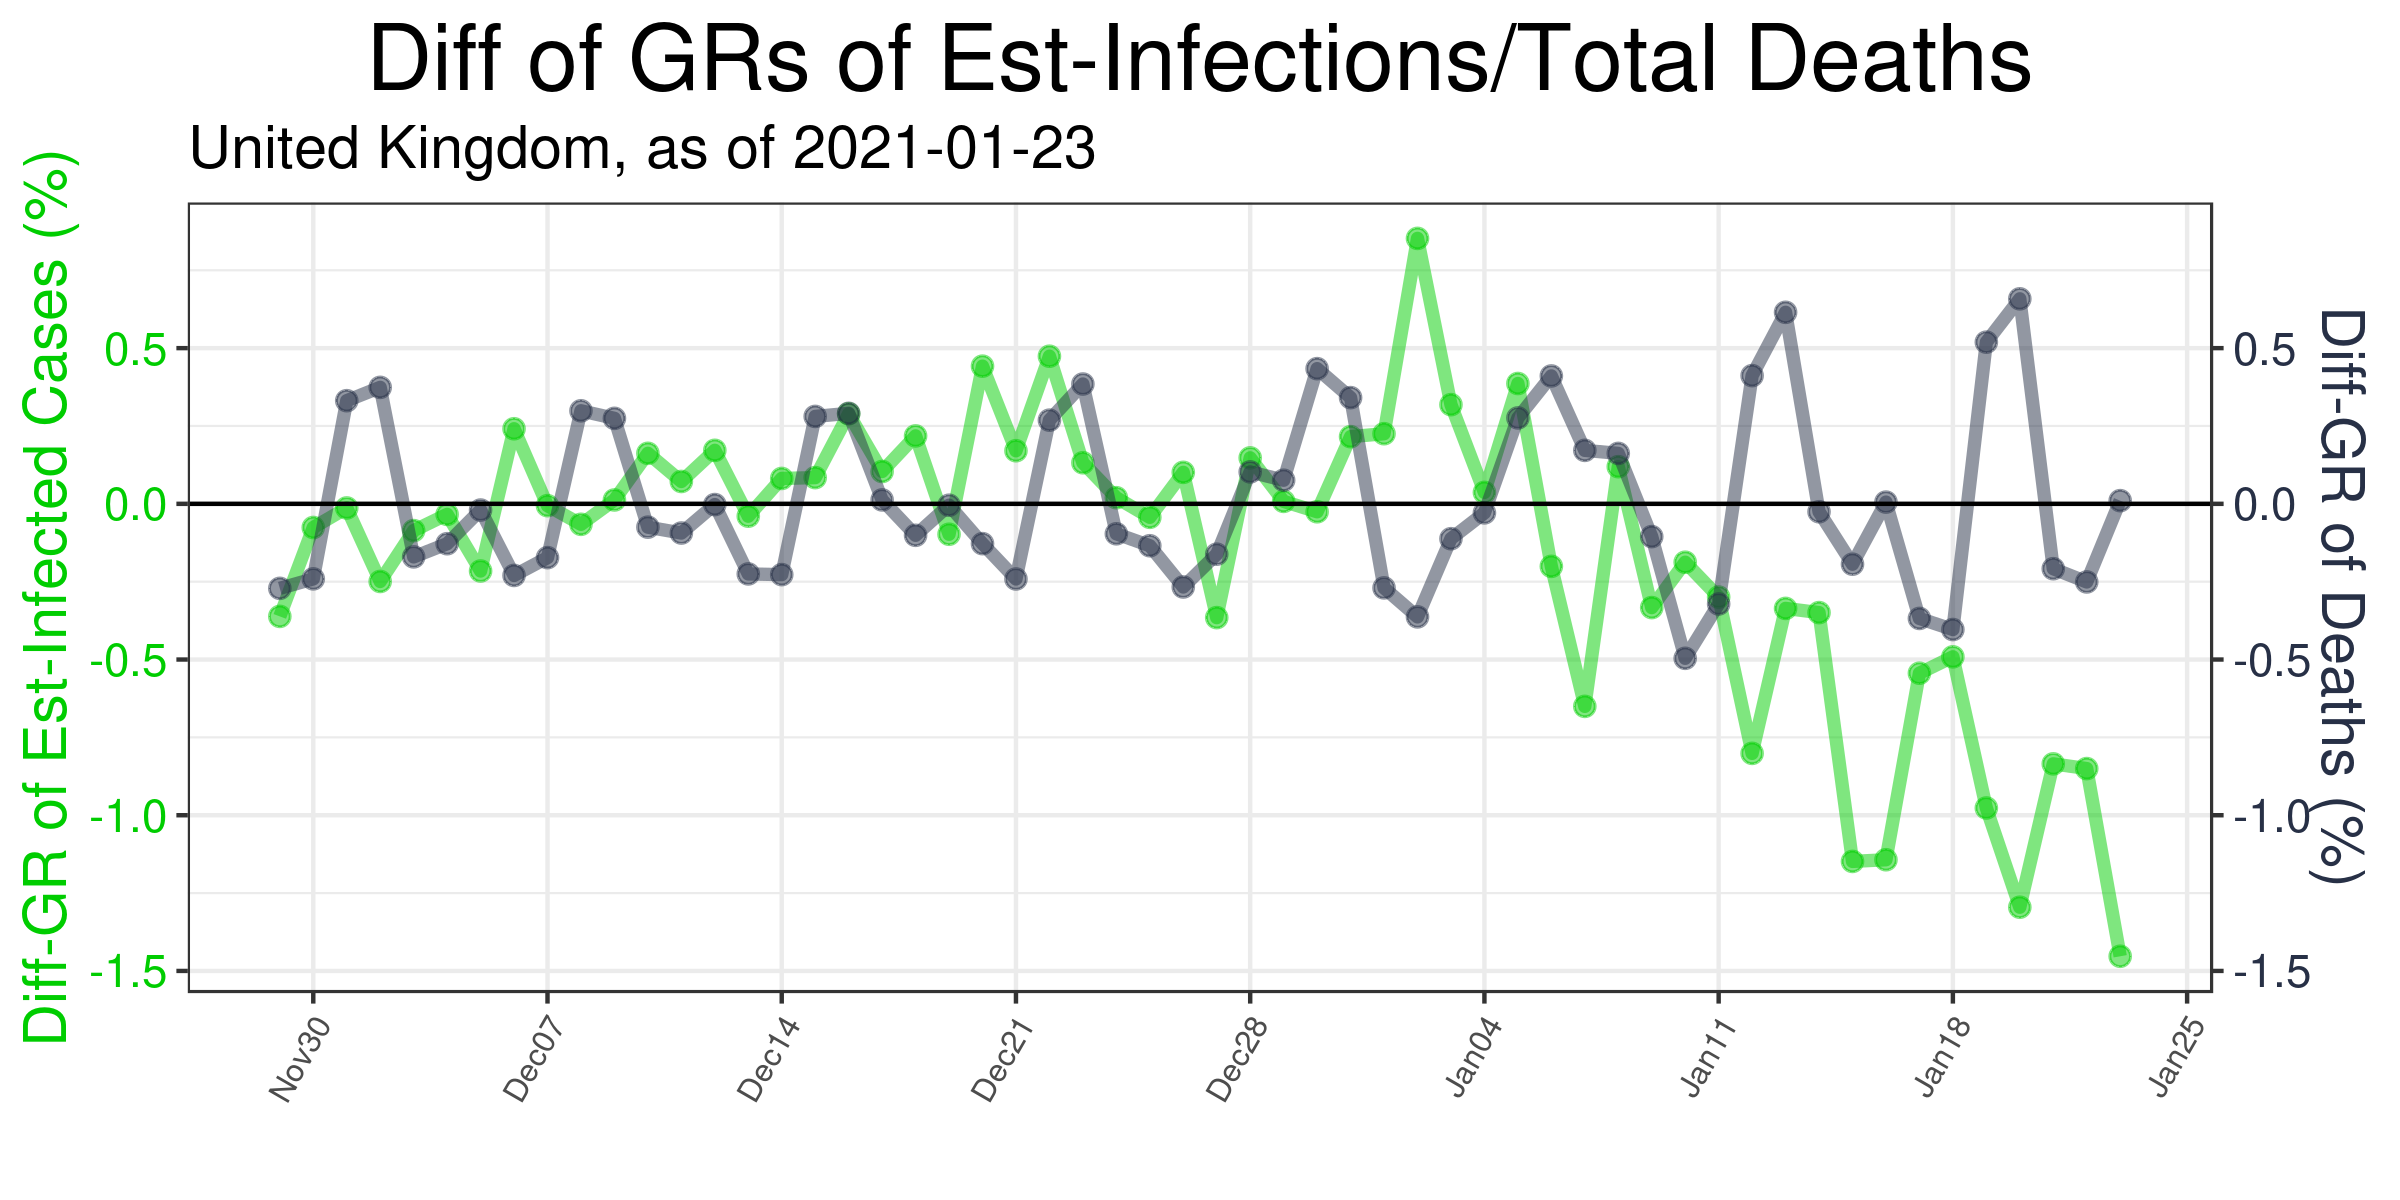 Diff of GRs of Est-Infections/Total Deaths
United Kingdom, as of 2021-01-23
Diff-GR of Est-Infected Cases (%)
0.5
0.0
-0.5
-1.0
-1.5
0.5
0.0
-0.5
-1.0
-1.5
Diff-GR of Deaths (%)
Nov30
Dec07
Dec14
Dec21
Dec28
Jan04
Jan11
Jan18
Jan25